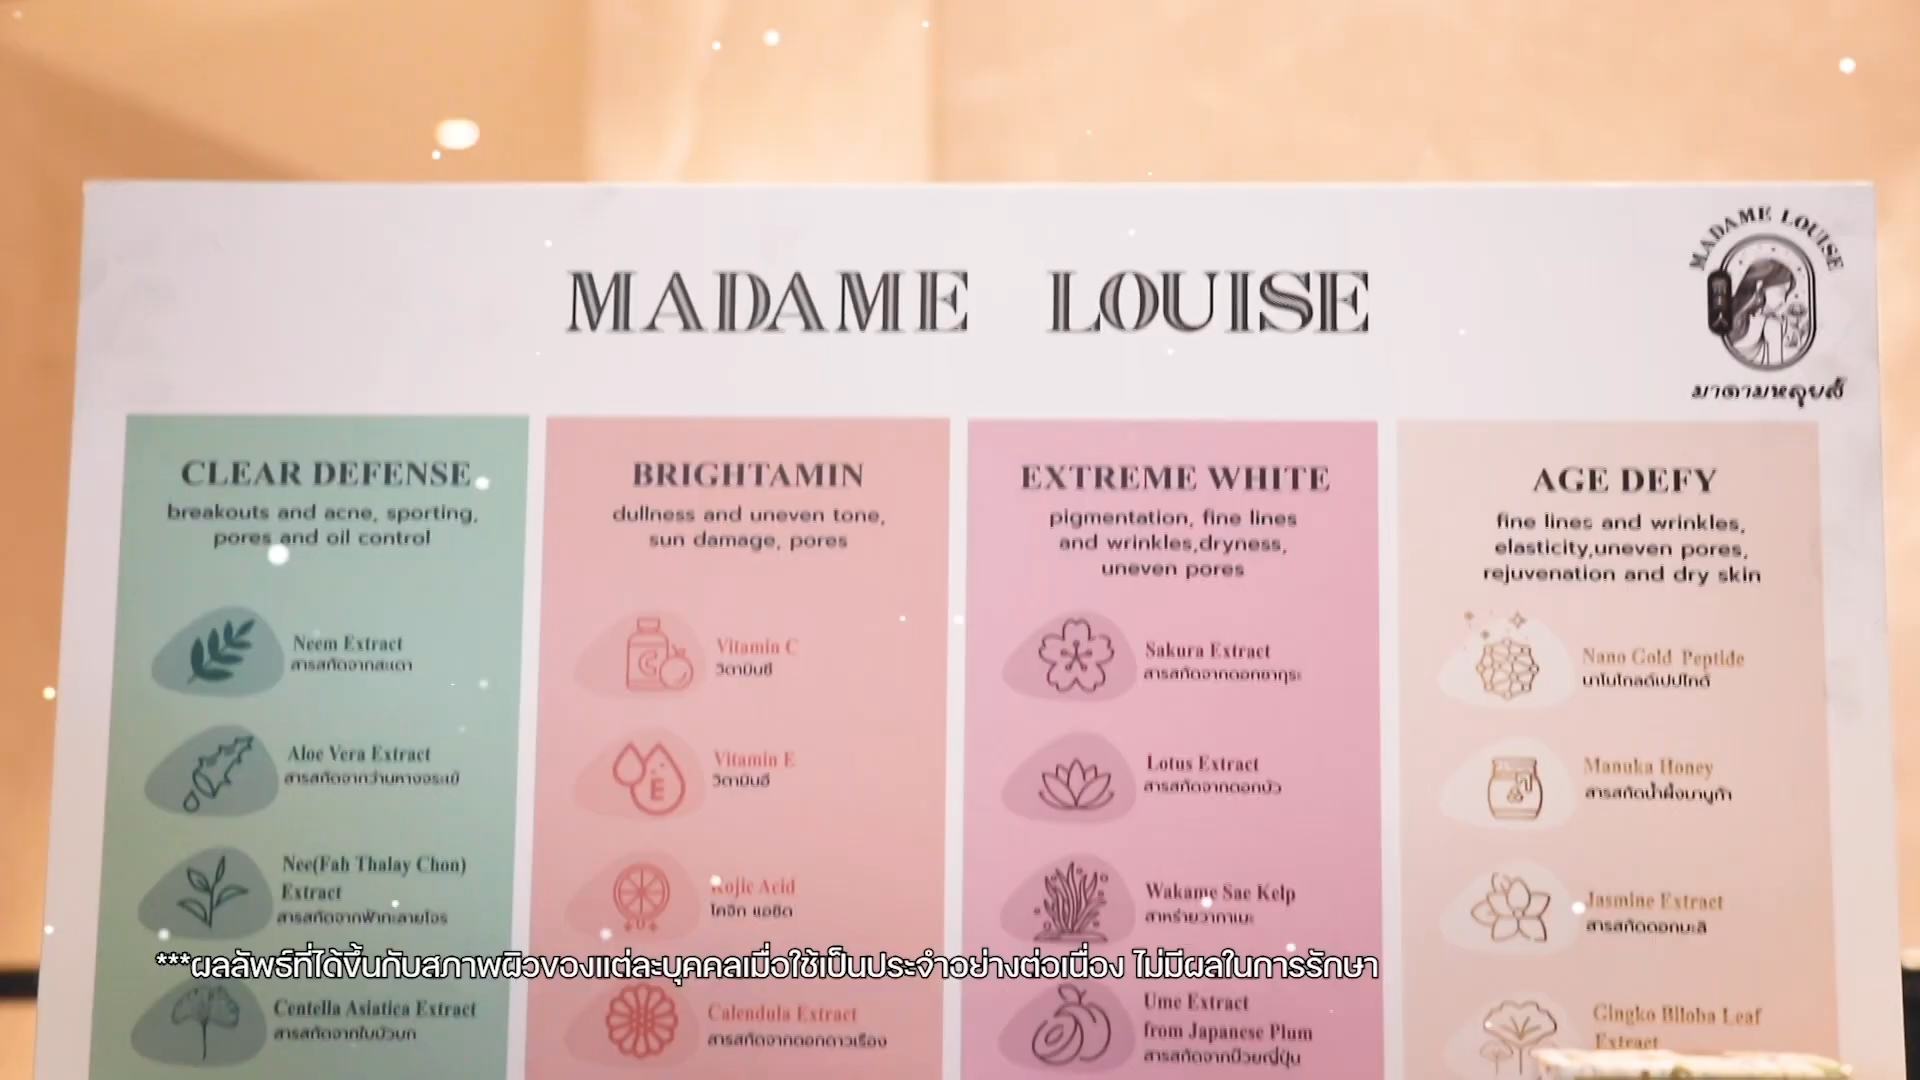 MADAME LOUISE
MADAME LOUISE
มาดามหลุยส์
CLEAR DEFENSE
breakouts and acne, sporting,
pores and oil control
Neem Extract
สารสกัดจากสะเดา
Aloe Vera Extract
สารสกัดจากว่านหางจระเข้
Nee(Fah Thalay Chon)
Extract
สารสกัดจากฟ้าทะลายโจร
Centella Asiatica Extract
สารสกัดจากใบบัวบก
BRIGHTAMIN
dullness and uneven tone,
sun damage, pores
Vitamin C
วิตามินซี
Vitamin E
วิตามินอี
Kojic Acid
โคจิก แอซิด
Calendula Extract
สารสกัดจากดอกดาวเรือง
EXTREME WHITE
pigmentation, fine lines
and wrinkles,dryness,
uneven pores
Sakura Extract
สารสกัดจากดอกซากุระ
Lotus Extract
สารสกัดจากดอกบัว
Wakame Sae Kelp
สาหร่ายวากาเมะ
Ume Extract
from Japanese Plum
สารสกัดจากบ๊วยญี่ปุ่น
AGE DEFY
fine lines and wrinkles,
elasticity,uneven pores,
rejuvenation and dry skin
Nano Gold Peptide
นาโนโกลด์เปปไทด์
Manuka Honey
สารสกัดน้ำผึ้งมานูก้า
Jasmine Extract
สารสกัดดอกมะลิ
Gingko Biloba Leaf
Extract
***ผลลัพธ์ที่ได้ขึ้นกับสภาพผิวของแต่ละบุคคลเมื่อใช้เป็นประจำอย่างต่อเนื่อง ไม่มีผลในการรักษา